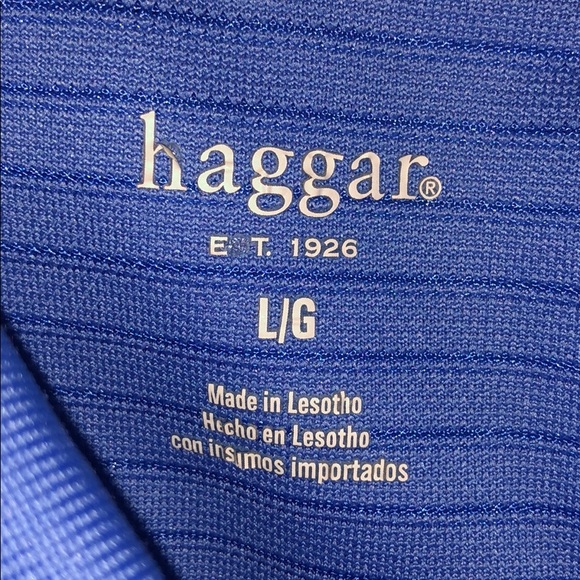 haggar®
EST. 1926
L/G
Made in Lesotho
Hecho en Lesotho
con insumos importados